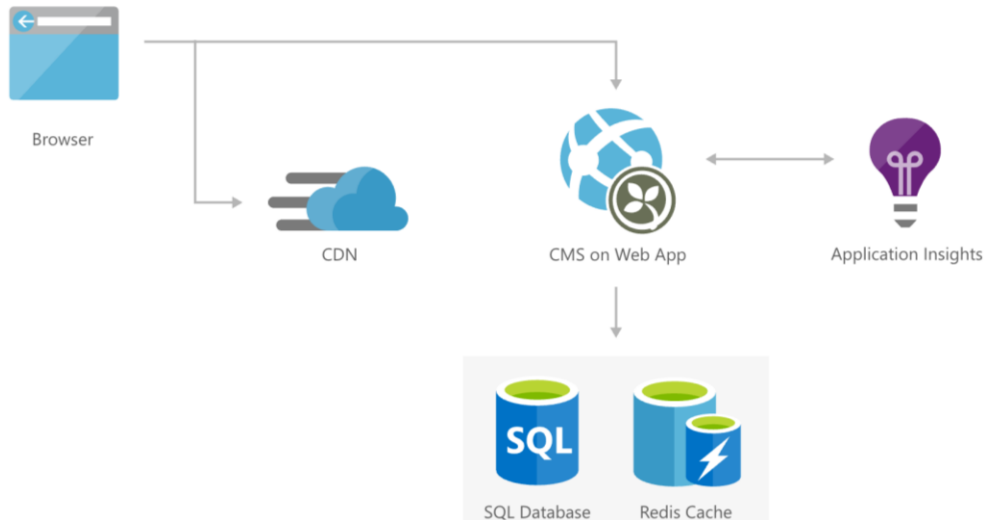 Browser
CDN
CMS on Web App
Application Insights
SQL
SQL Database
Redis Cache